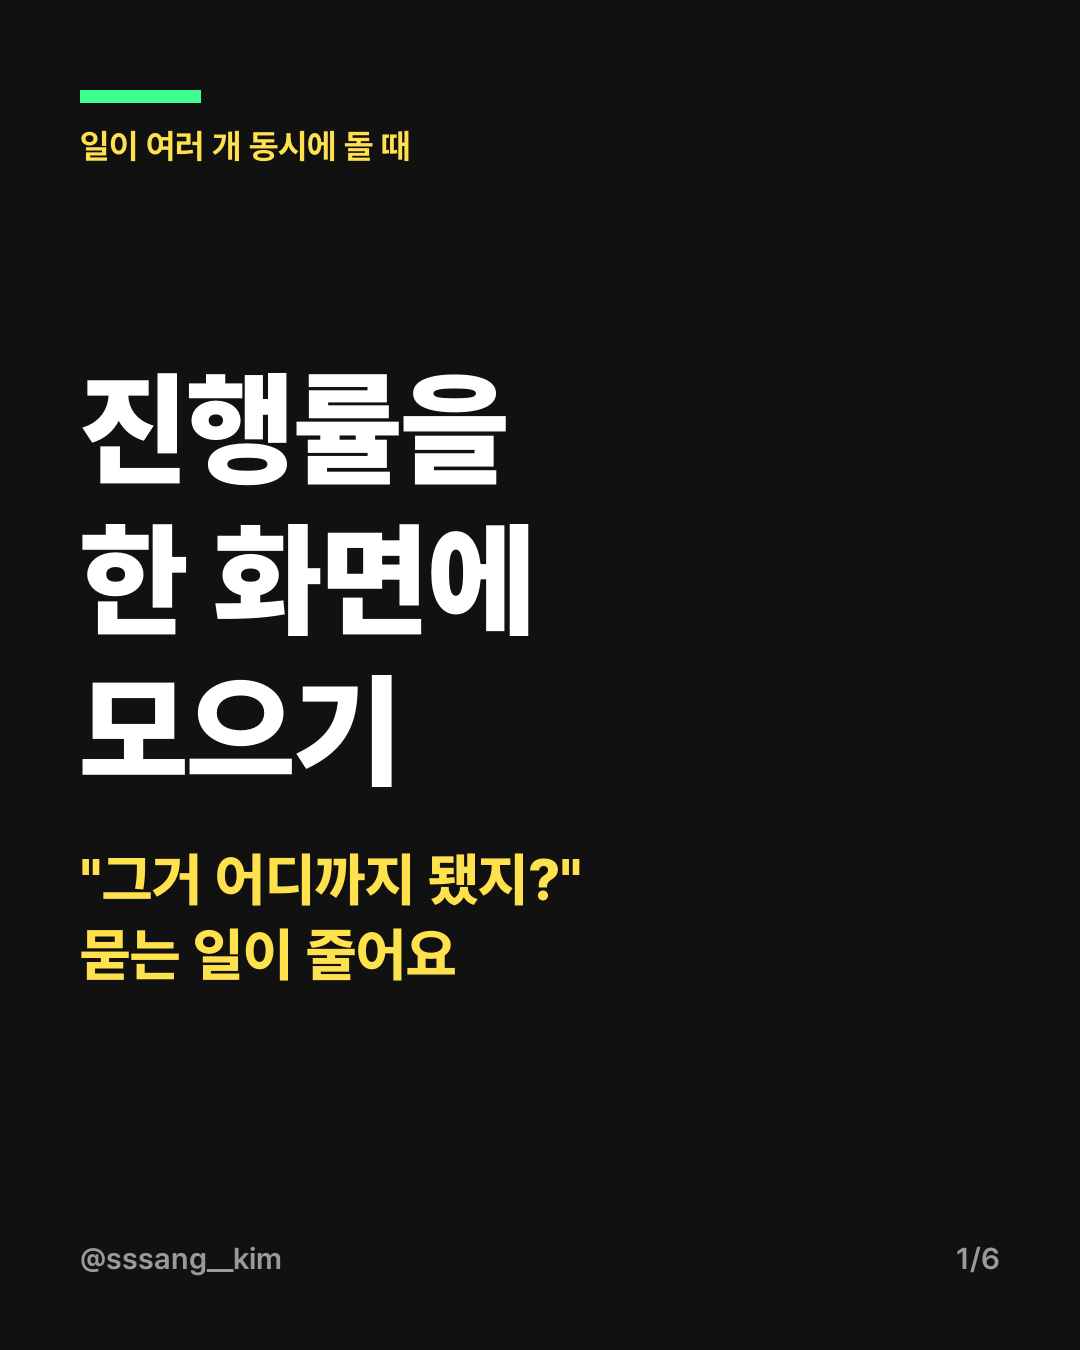 일이 여러 개 동시에 돌 때
진행률을
한 화면에
모으기
"그거 어디까지 됐지?"
묻는 일이 줄어요
@sssang__kim
1/6